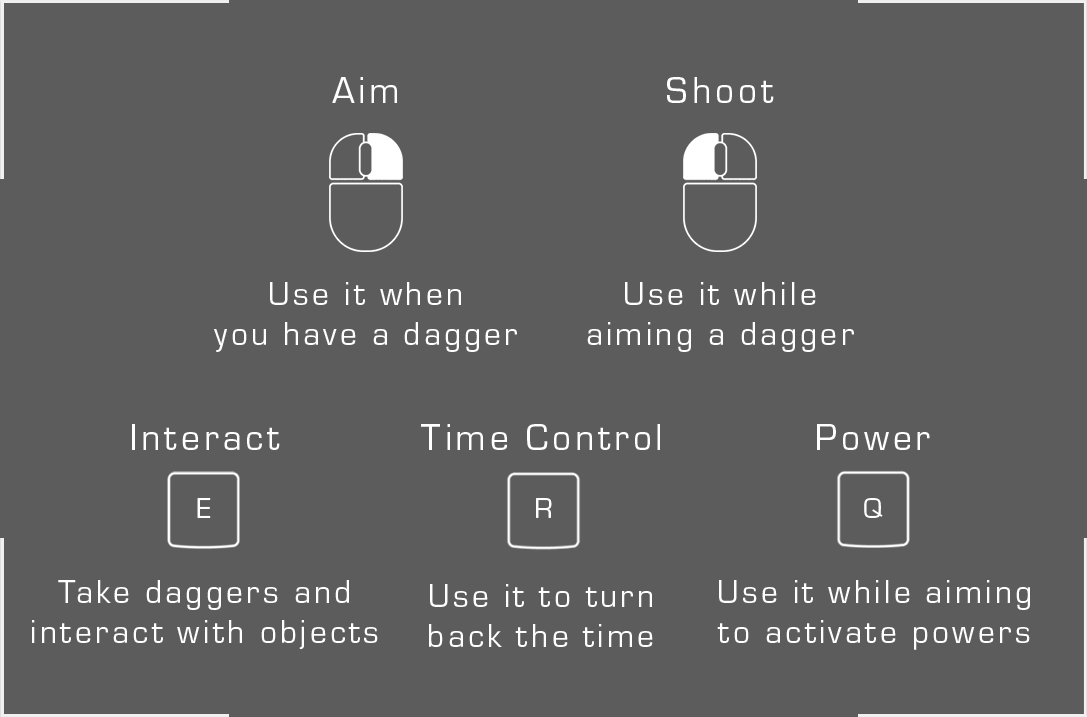 Aim
Shoot
Use it when
you have a dagger
Use it while
aiming a dagger
Interact
Time Control
Power
E
R
Q
Take daggers and
interact with objects
Use it to turn
back the time
Use it while aiming
to activate powers